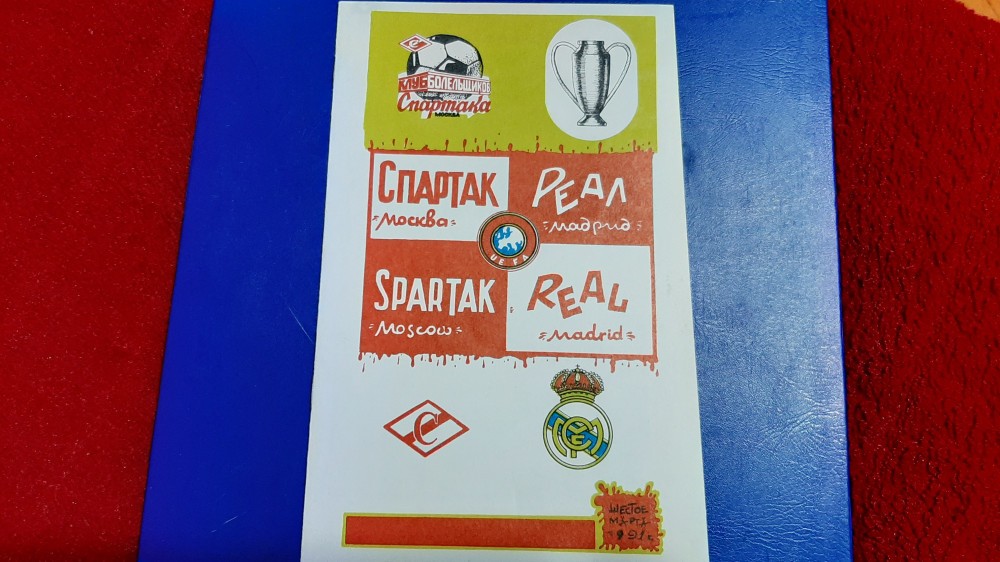 С
КЛУБ БОЛЕЛЬЩИКОВ
Спартака
МОСКВА
Спартак Реал
Москва Мадрид
UEFA
Spartak Real
Moscow Madrid
С
ШЕСТОЕ
МАРТА
1991 г.